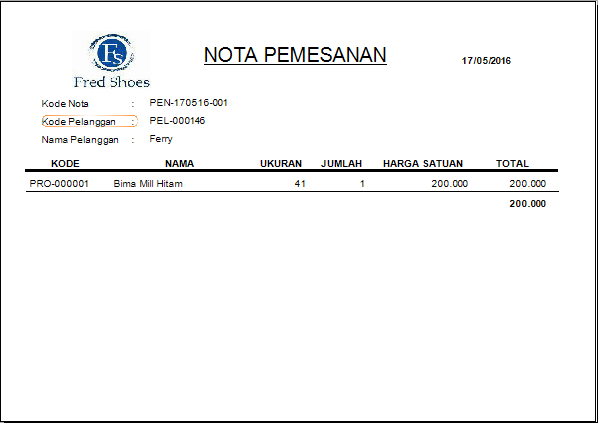 FS
Fred Shoes
NOTA PEMESANAN
17/05/2016
Kode Nota : PEN-170516-001
Kode Pelanggan : PEL-000146
Nama Pelanggan : Ferry
KODE NAMA UKURAN JUMLAH HARGA SATUAN TOTAL
PRO-000001 Bima Mill Hitam 41 1 200.000 200.000
200.000